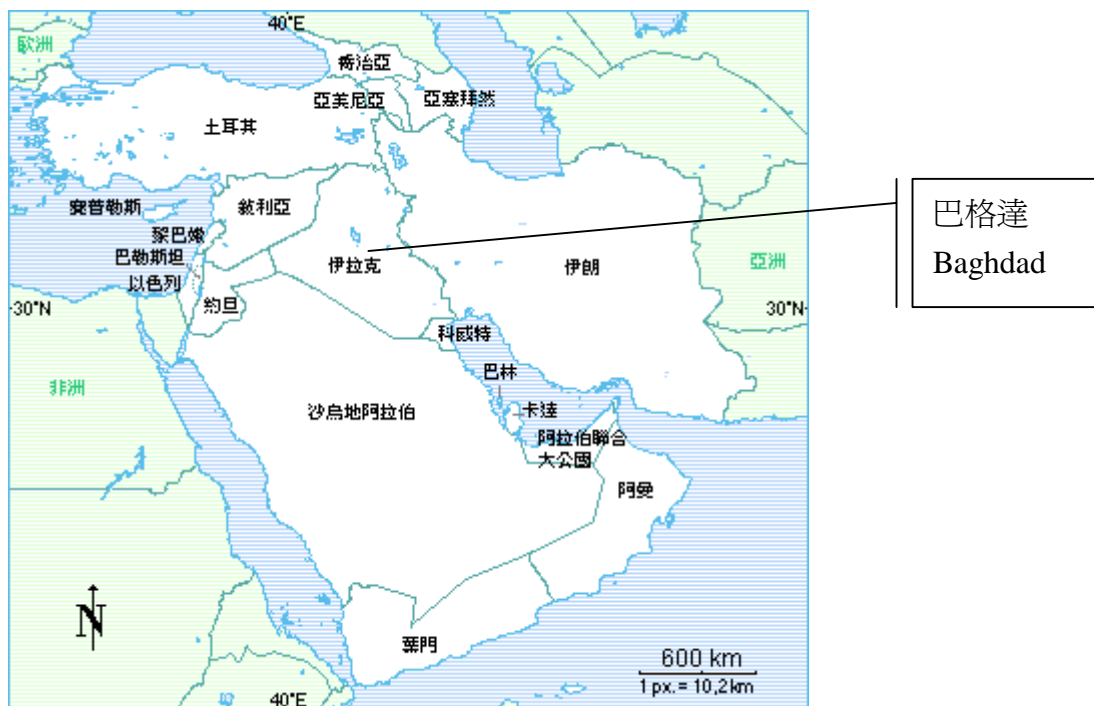 40°E
歐洲
喬治亞
亞美尼亞
亞塞拜然
土耳其
賽普勒斯
敘利亞
黎巴嫩
巴勒斯坦
以色列
伊拉克
伊朗
亞洲
巴格達
Baghdad
30°N
約旦
30°N
科威特
非洲
巴林
沙烏地阿拉伯
卡達
阿拉伯聯合
大公國
阿曼
N
葉門
600 km
1 px. = 10,2 km
40°E